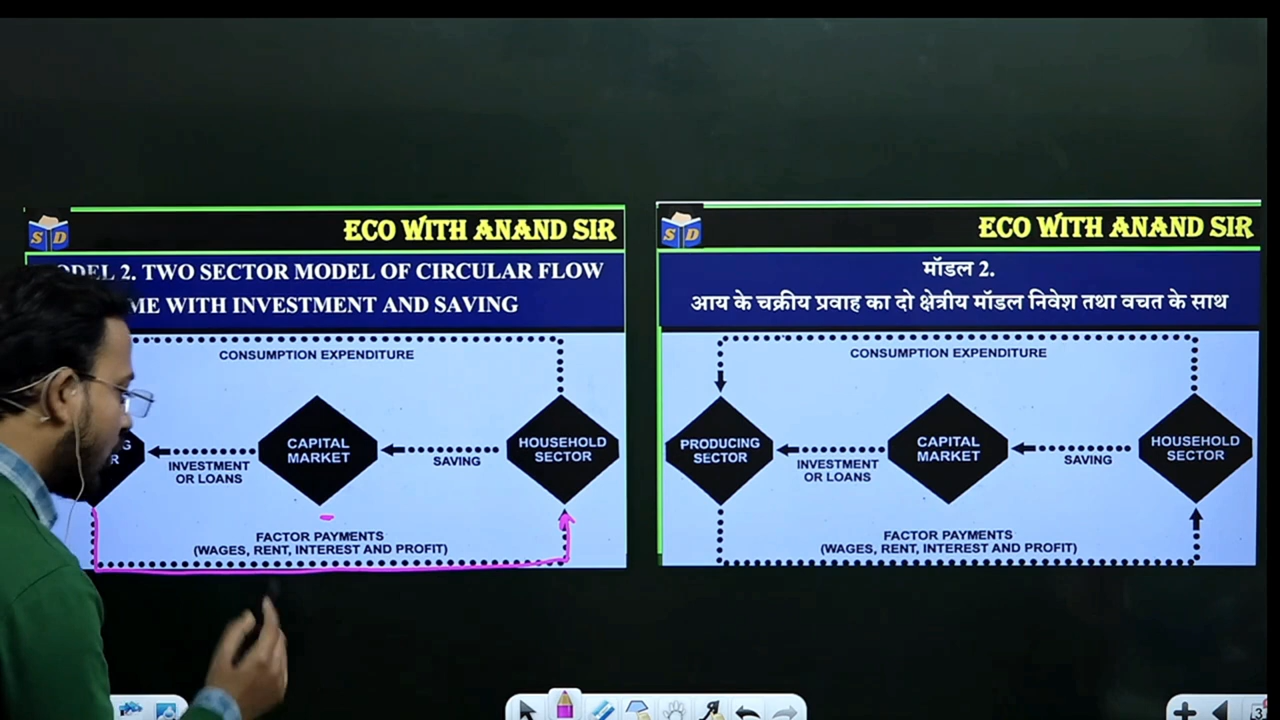 S D
ECO WITH ANAND SIR
2. TWO SECTOR MODEL OF CIRCULAR FLOW
WITH INVESTMENT AND SAVING
CONSUMPTION EXPENDITURE
CAPITAL
MARKET
HOUSEHOLD
SECTOR
INVESTMENT
OR LOANS
SAVING
FACTOR PAYMENTS
(WAGES, RENT, INTEREST AND PROFIT)
S D
ECO WITH ANAND SIR
मॉडल 2.
आय के चक्रीय प्रवाह का दो क्षेत्रीय मॉडल निवेश तथा वचत के साथ
CONSUMPTION EXPENDITURE
PRODUCING
SECTOR
CAPITAL
MARKET
HOUSEHOLD
SECTOR
INVESTMENT
OR LOANS
SAVING
FACTOR PAYMENTS
(WAGES, RENT, INTEREST AND PROFIT)